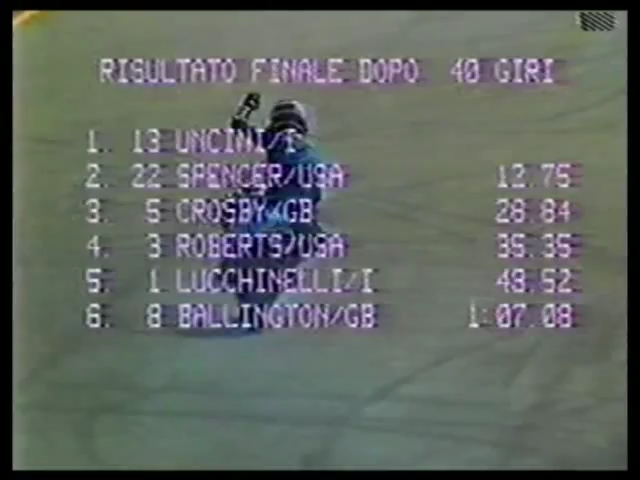 RISULTATO FINALE DOPO 40 GIRI
1. 13 UNCINI/I
2. 22 SPENCER/USA 12.75
3. 5 CROSBY/GB 28.84
4. 3 ROBERTS/USA 35.35
5. 1 LUCCHINELLI/I 49.52
6. 8 BALLINGTON/GB 1:07.08